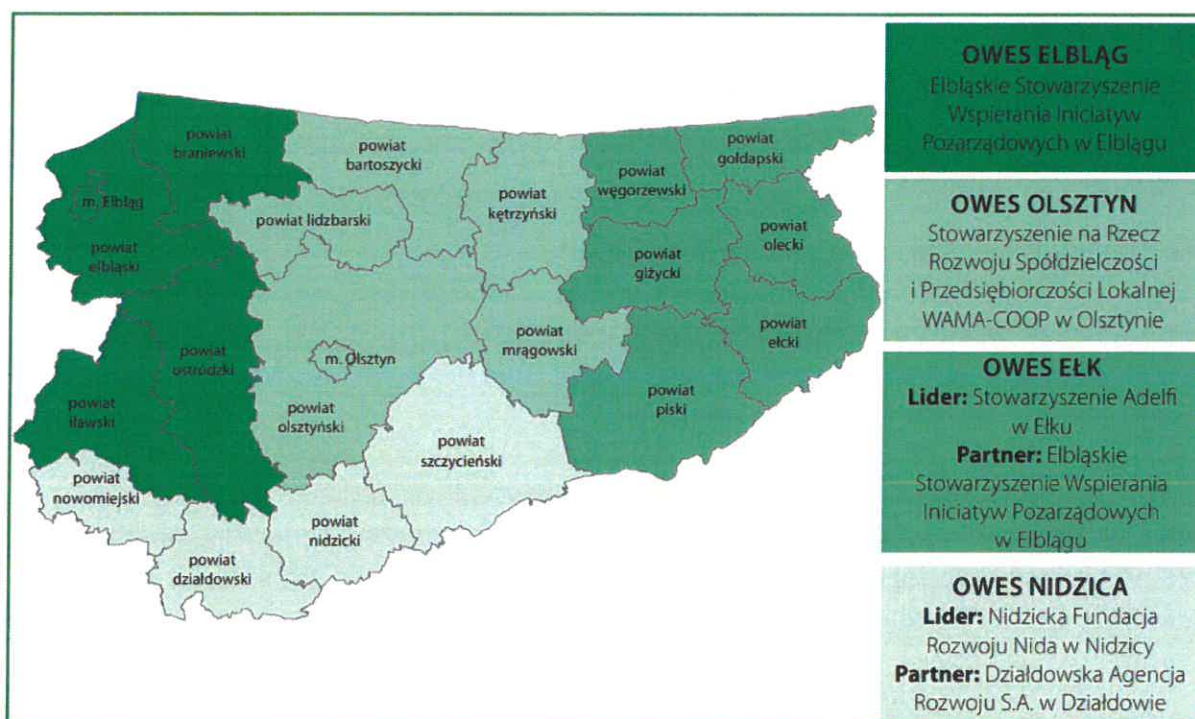 powiat
braniewski
m. Elbląg
powiat
elbląski
powiat
bartoszycki
powiat lidzbarski
powiat
kętrzyński
powiat
węgorzewski
powiat
gołdapski
powiat
olecki
powiat
giżycki
powiat
ełcki
powiat
mrągowski
powiat
ostródzki
m. Olsztyn
powiat
iławski
powiat
olsztyński
powiat
piski
powiat
szczycieński
powiat
nowomiejski
powiat
nidzicki
powiat
działdowski
OWES ELBLĄG
Elbląskie Stowarzyszenie
Wspierania Iniciatyw
Pozarządowych w Elblągu
OWES OLSZTYN
Stowarzyszenie na Rzecz
Rozwoju Spółdzielczości
i Przedsiębiorczości Lokalnej
WAMA-COOP w Olsztynie
OWES EŁK
Lider: Stowarzyszenie Adelfi
w Ełku
Partner: Elbląskie
Stowarzyszenie Wspierania
Iniciatyw Pozarządowych
w Elblągu
OWES NIDZICA
Lider: Nidzicka Fundacja
Rozwoju Nida w Nidzicy
Partner: Działdowska Agencja
Rozwoju S.A. w Działdowie